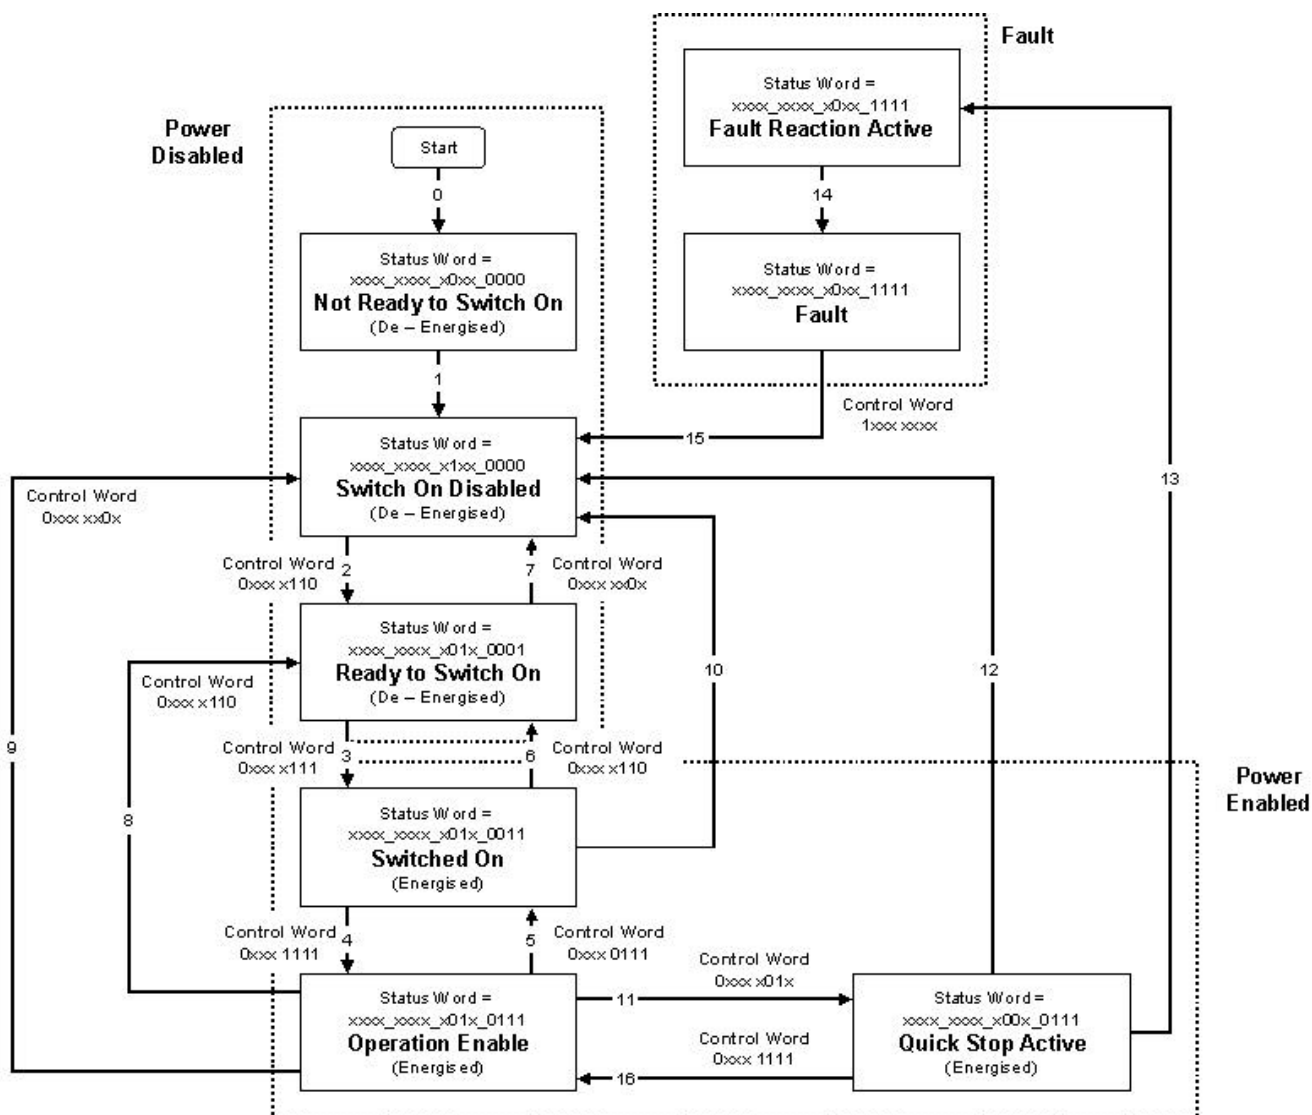 Fault
Status Word =
xxxx_xxxx_x0xx_1111
Fault Reaction Active
Power
Disabled
Start
0
14
Status Word =
xxxx_xxxx_x0xx_0000
Not Ready to Switch On
(De – Energised)
Status Word =
xxxx_xxxx_x0xx_1111
Fault
1
Control Word
1xxx xxxx
15
Status Word =
xxxx_xxxx_x1xx_0000
Switch On Disabled
(De – Energised)
13
Control Word
0xxx xx0x
Control Word
0xxx x110
2
7
Control Word
0xxx xx0x
Status Word =
xxxx_xxxx_x01x_0001
Ready to Switch On
(De – Energised)
10
12
Control Word
0xxx x110
9
Control Word
0xxx x111
3
6
Control Word
0xxx x110
Power
Enabled
8
Status Word =
xxxx_xxxx_x01x_0011
Switched On
(Energised)
Control Word
0xxx 1111
4
5
Control Word
0xxx 0111
Control Word
0xxx x01x
11
Status Word =
xxxx_xxxx_x01x_0111
Operation Enable
(Energised)
Status Word =
xxxx_xxxx_x00x_0111
Quick Stop Active
(Energised)
Control Word
0xxx 1111
16